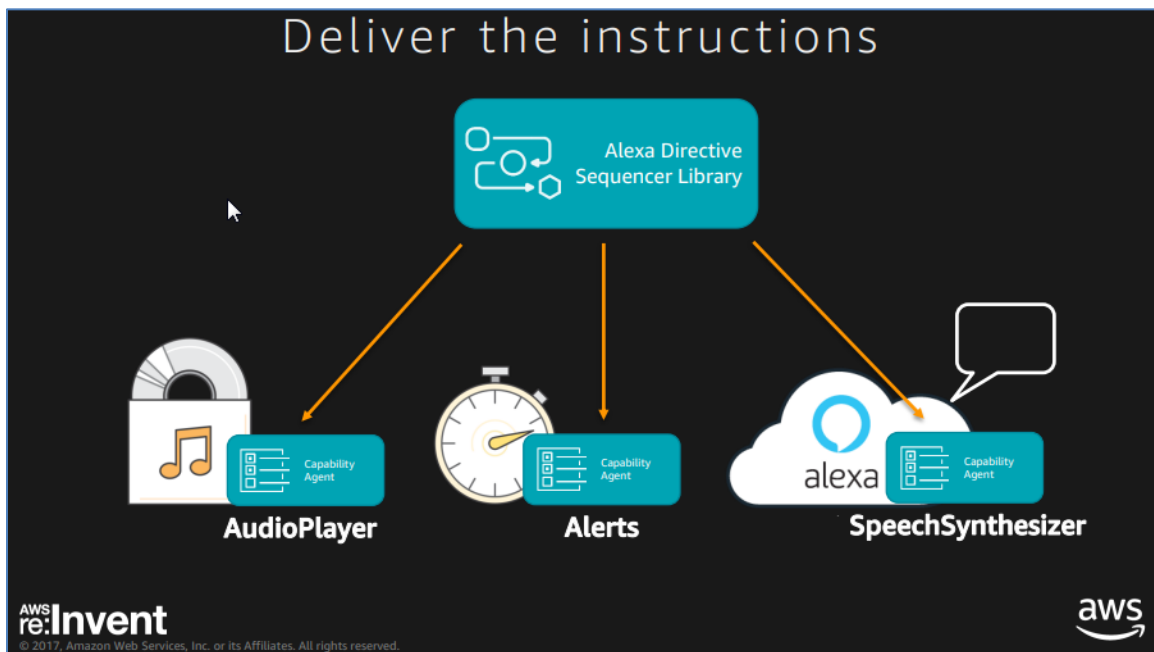 Deliver the instructions
Alexa Directive
Sequencer Library
Capability
Agent
AudioPlayer
Capability
Agent
Alerts
alexa
Capability
Agent
SpeechSynthesizer
AWS
re:Invent
© 2017, Amazon Web Services, Inc. or its Affiliates. All rights reserved.
aws